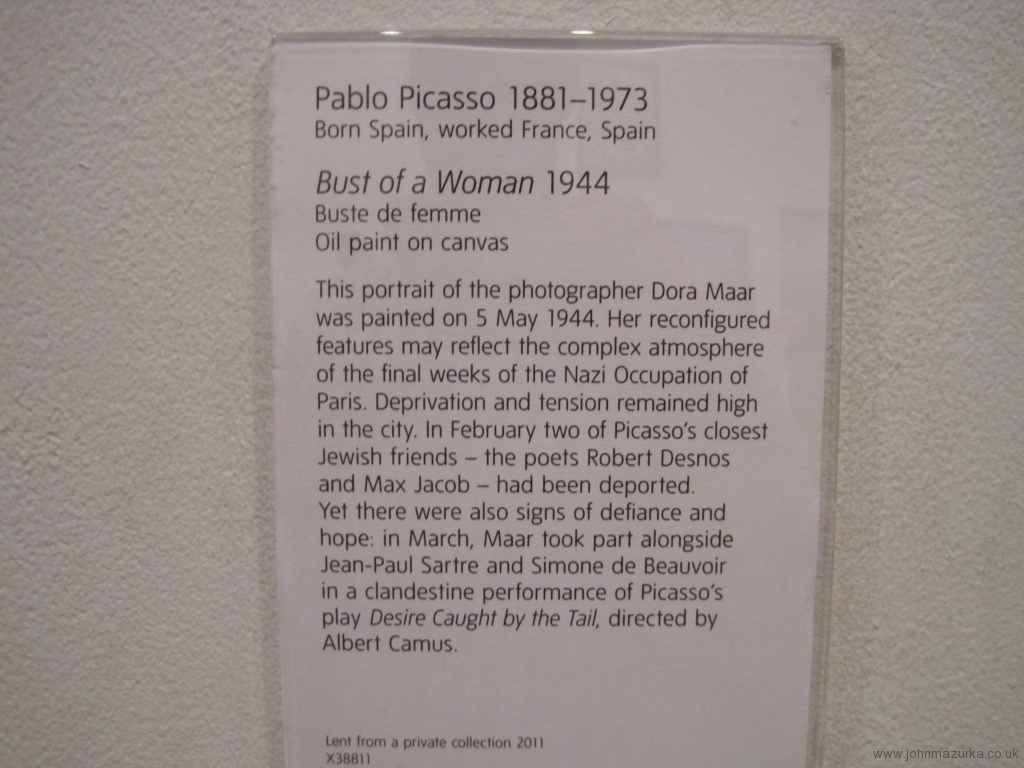 Pablo Picasso 1881–1973
Born Spain, worked France, Spain
Bust of a Woman 1944
Buste de femme
Oil paint on canvas
This portrait of the photographer Dora Maar
was painted on 5 May 1944. Her reconfigured
features may reflect the complex atmosphere
of the final weeks of the Nazi Occupation of
Paris. Deprivation and tension remained high
in the city. In February two of Picasso's closest
Jewish friends – the poets Robert Desnos
and Max Jacob – had been deported.
Yet there were also signs of defiance and
hope: in March, Maar took part alongside
Jean-Paul Sartre and Simone de Beauvoir
in a clandestine performance of Picasso's
play Desire Caught by the Tail, directed by
Albert Camus.
Lent from a private collection 2011
X38811
www.johnmazurka.co.uk